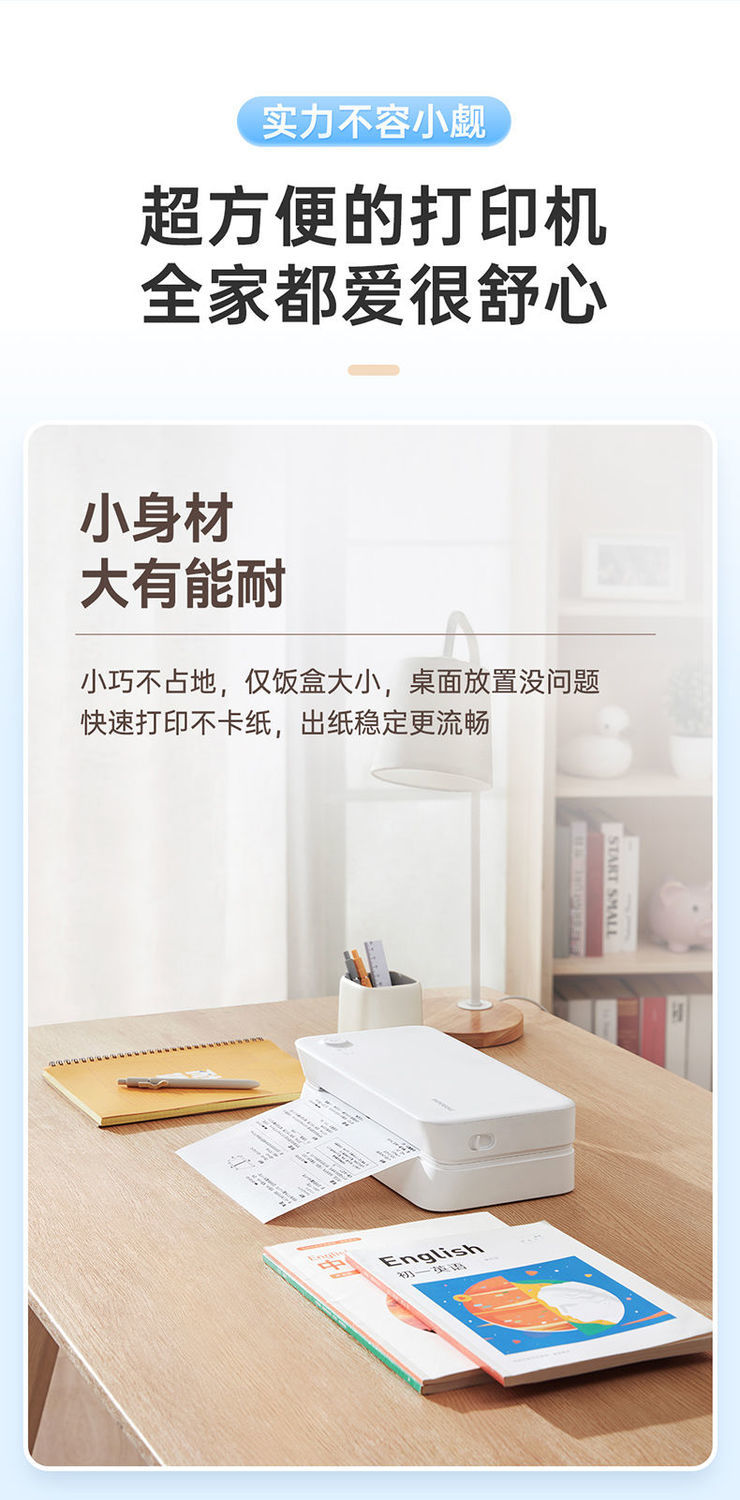 实力不容小觑
超方便的打印机
全家都爱很舒心
小身材
大有能耐
小巧不占地，仅饭盒大小，桌面放置没问题
快速打印不卡纸，出纸稳定更流畅
START SMALL
English
初一英语
English
中